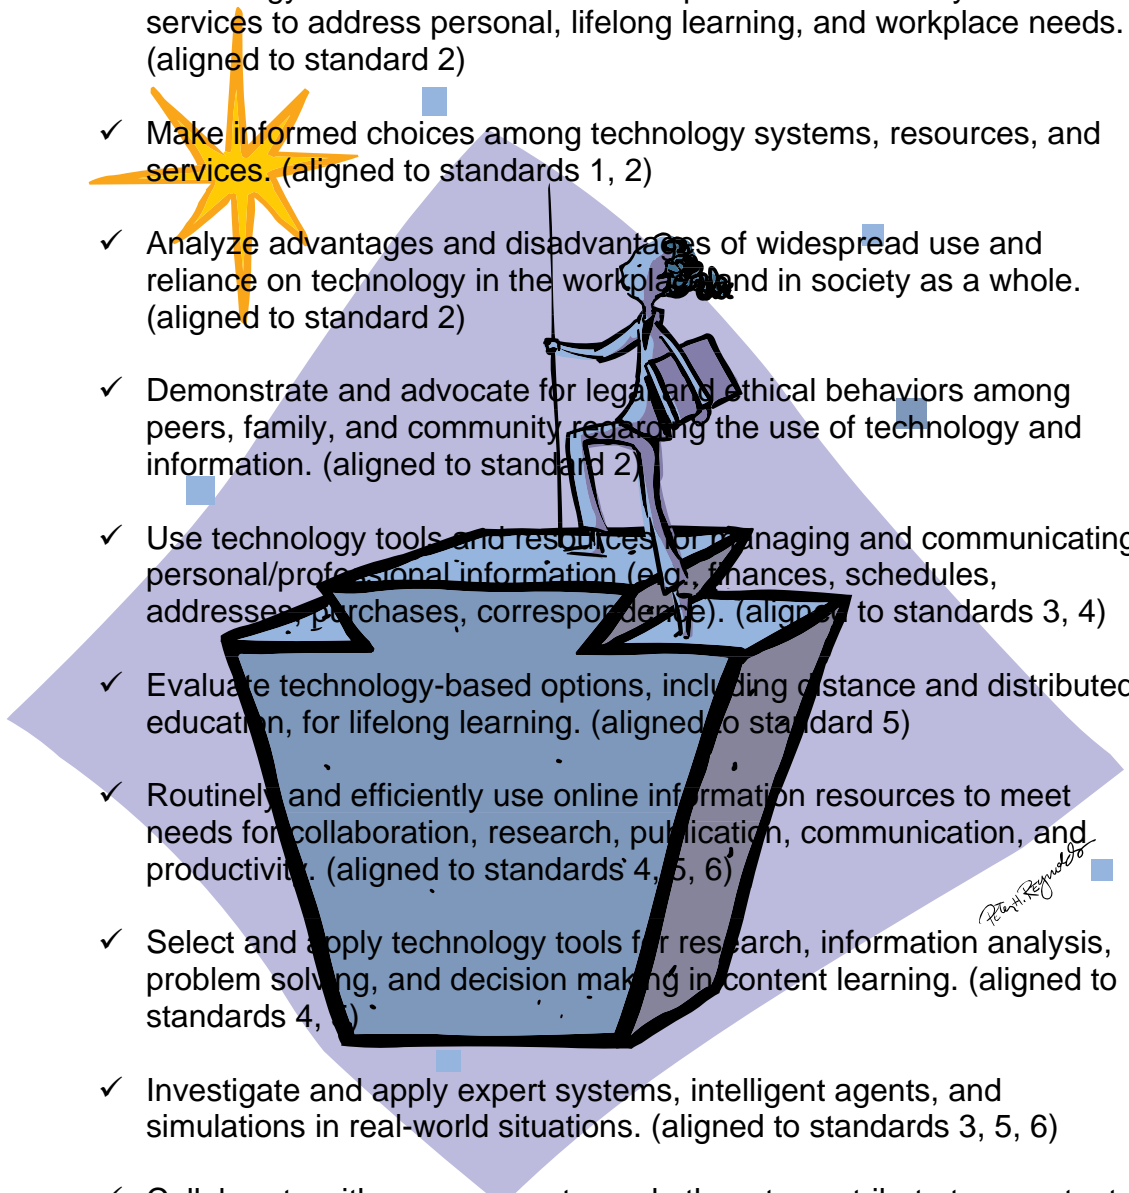 services to address personal, lifelong learning, and workplace needs.
(aligned to standard 2)
✓ Make informed choices among technology systems, resources, and
services. (aligned to standards 1, 2)
✓ Analyze advantages and disadvantages of widespread use and
reliance on technology in the workplace and in society as a whole.
(aligned to standard 2)
✓ Demonstrate and advocate for legal and ethical behaviors among
peers, family, and community regarding the use of technology and
information. (aligned to standard 2)
✓ Use technology tools and resources for managing and communicating
personal/professional information (e.g., finances, schedules,
addresses, purchases, correspondence). (aligned to standards 3, 4)
✓ Evaluate technology-based options, including distance and distributed
education, for lifelong learning. (aligned to standard 5)
✓ Routinely and efficiently use online information resources to meet
needs for collaboration, research, publication, communication, and
productivity. (aligned to standards 4, 5, 6)
Peter H. Reynolds
✓ Select and apply technology tools for research, information analysis,
problem solving, and decision making in content learning. (aligned to
standards 4, 5)
✓ Investigate and apply expert systems, intelligent agents, and
simulations in real-world situations. (aligned to standards 3, 5, 6)